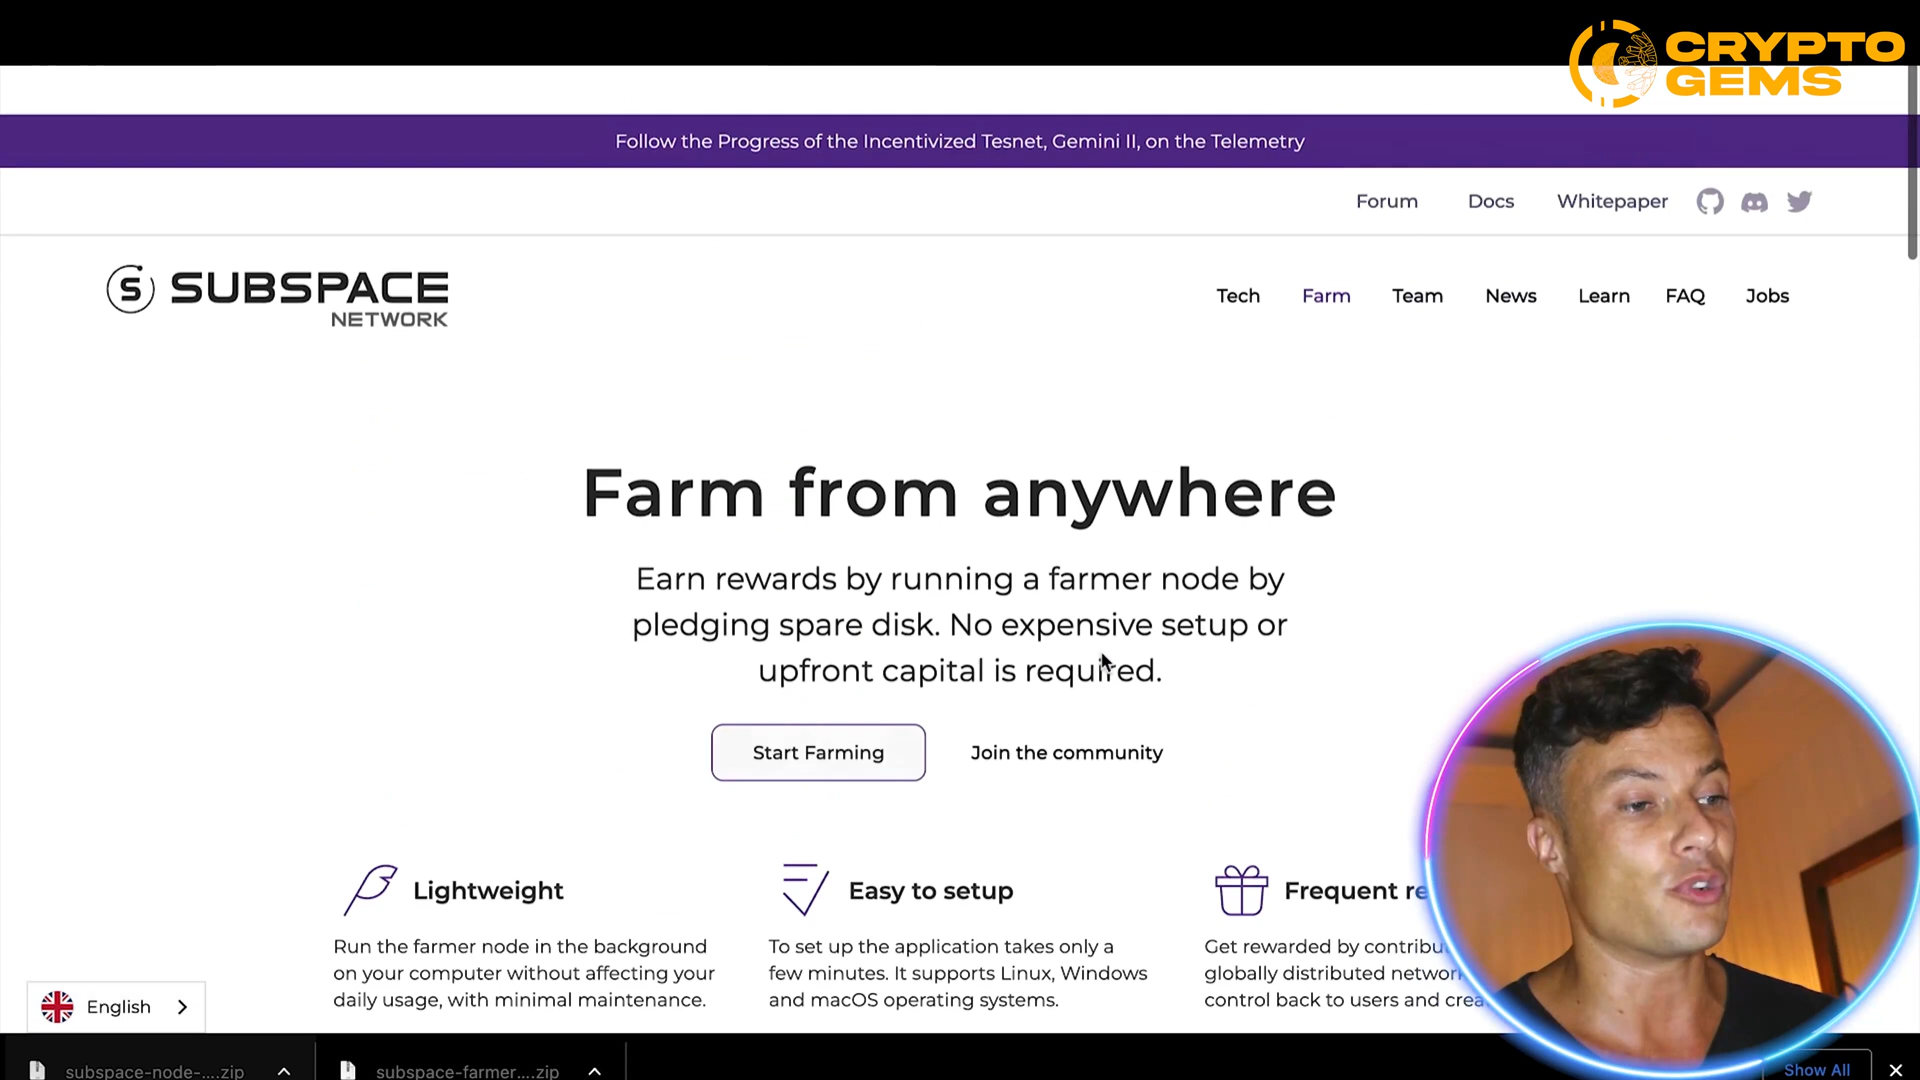 CRYPTO
GEMS
Follow the Progress of the Incentivized Tesnet, Gemini II, on the Telemetry
Forum Docs Whitepaper
S SUBSPACE
NETWORK
Tech Farm Team News Learn FAQ Jobs
Farm from anywhere
Earn rewards by running a farmer node by
pledging spare disk. No expensive setup or
upfront capital is required.
Start Farming Join the community
Lightweight
Run the farmer node in the background
on your computer without affecting your
daily usage, with minimal maintenance.
Easy to setup
To set up the application takes only a
few minutes. It supports Linux, Windows
and macOS operating systems.
Frequent re
Get rewarded by contribu
globally distributed networ
control back to users and crea
English
subspace-node-....zip subspace-farmer....zip Show All